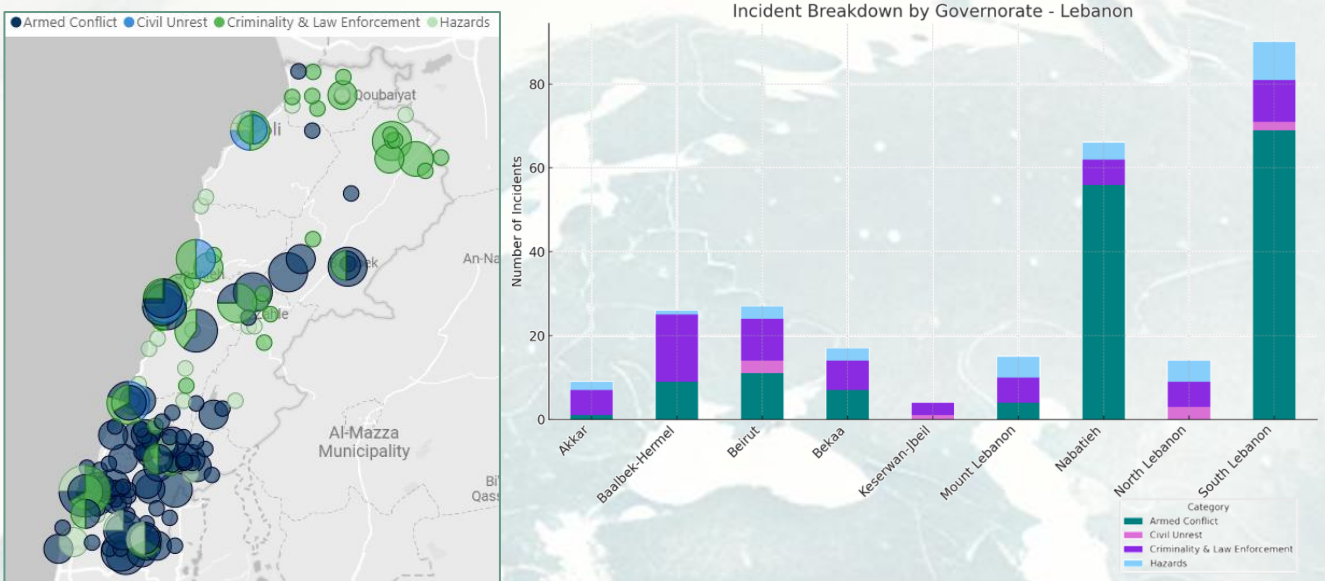 Armed Conflict Civil Unrest Criminality & Law Enforcement Hazards
Qoubaiyat
An-Na
Al-Mazza
Municipality
Bi'
Qass
Incident Breakdown by Governorate - Lebanon
Number of Incidents
80
60
40
20
0
Akkar
Baalbek-Hermel
Beirut
Bekaa
Keserwan-Jbeil
Mount Lebanon
Nabatieh
North Lebanon
South Lebanon
Category
Armed Conflict
Civil Unrest
Criminality & Law Enforcement
Hazards